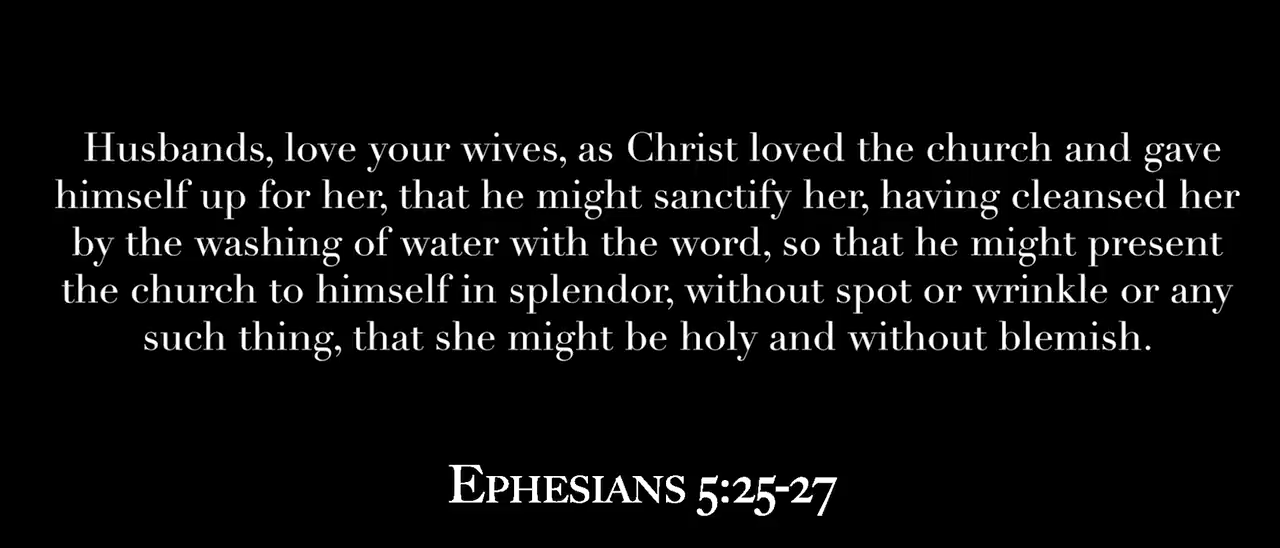 Husbands, love your wives, as Christ loved the church and gave
himself up for her, that he might sanctify her, having cleansed her
by the washing of water with the word, so that he might present
the church to himself in splendor, without spot or wrinkle or any
such thing, that she might be holy and without blemish.
Ephesians 5:25-27